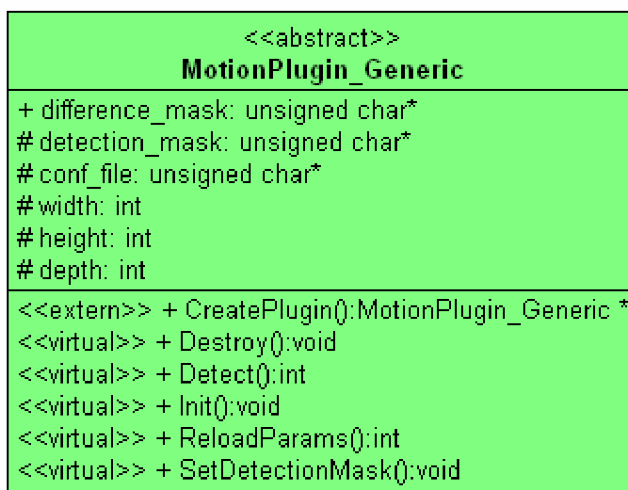 <<abstract>>
MotionPlugin_Generic
+ difference_mask: unsigned char*
# detection_mask: unsigned char*
# conf_file: unsigned char*
# width: int
# height: int
# depth: int
<<extern>> + CreatePlugin():MotionPlugin_Generic *
<<virtual>> + Destroy():void
<<virtual>> + Detect():int
<<virtual>> + Init():void
<<virtual>> + ReloadParams():int
<<virtual>> + SetDetectionMask():void